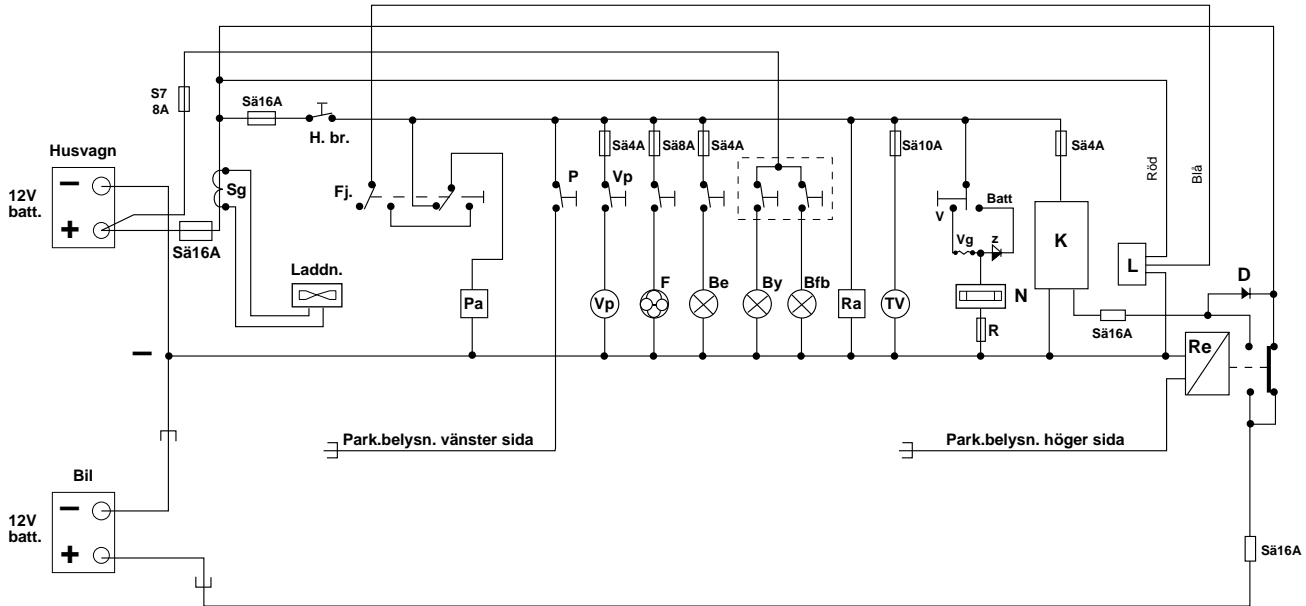 S7
8A
Sä16A
H. br.
Husvagn
12V
batt.
−
+
Sg
Sä16A
Laddn.
Fj.
Pa
P
Vp
Sä4A
Sä8A
Sä4A
Sä10A
Sä4A
Röd
Blå
Vp
F
Be
By
Bfb
Ra
TV
V
Batt
Vg
z
N
R
K
L
D
Sä16A
Re
−
Park.belysn. vänster sida
Park.belysn. höger sida
Bil
12V
batt.
−
+
Sä16A